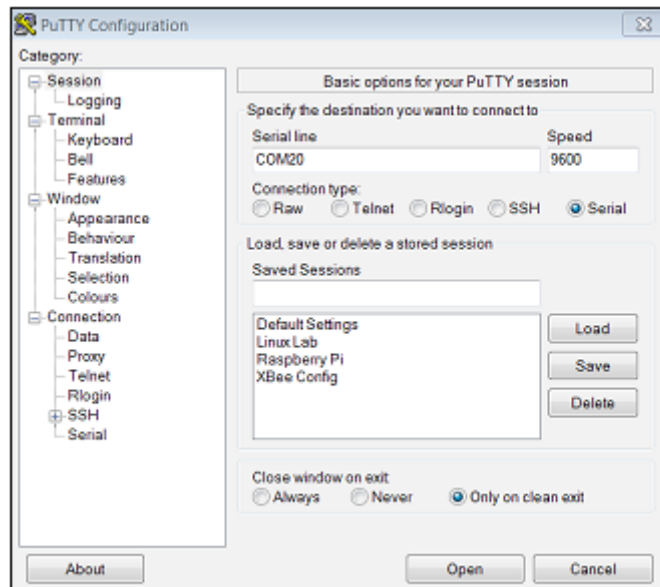 PuTTY Configuration
Category:
Session
Logging
Terminal
Keyboard
Bell
Features
Window
Appearance
Behaviour
Translation
Selection
Colours
Connection
Data
Proxy
Telnet
Rlogin
SSH
Serial
Basic options for your PuTTY session
Specify the destination you want to connect to
Serial line Speed
COM20 9600
Connection type:
Raw Telnet Rlogin SSH Serial
Load, save or delete a stored session
Saved Sessions
Default Settings
Linux Lab
Raspberry Pi
XBee Config
Load
Save
Delete
Close window on exit
Always Never Only on clean exit
About Open Cancel